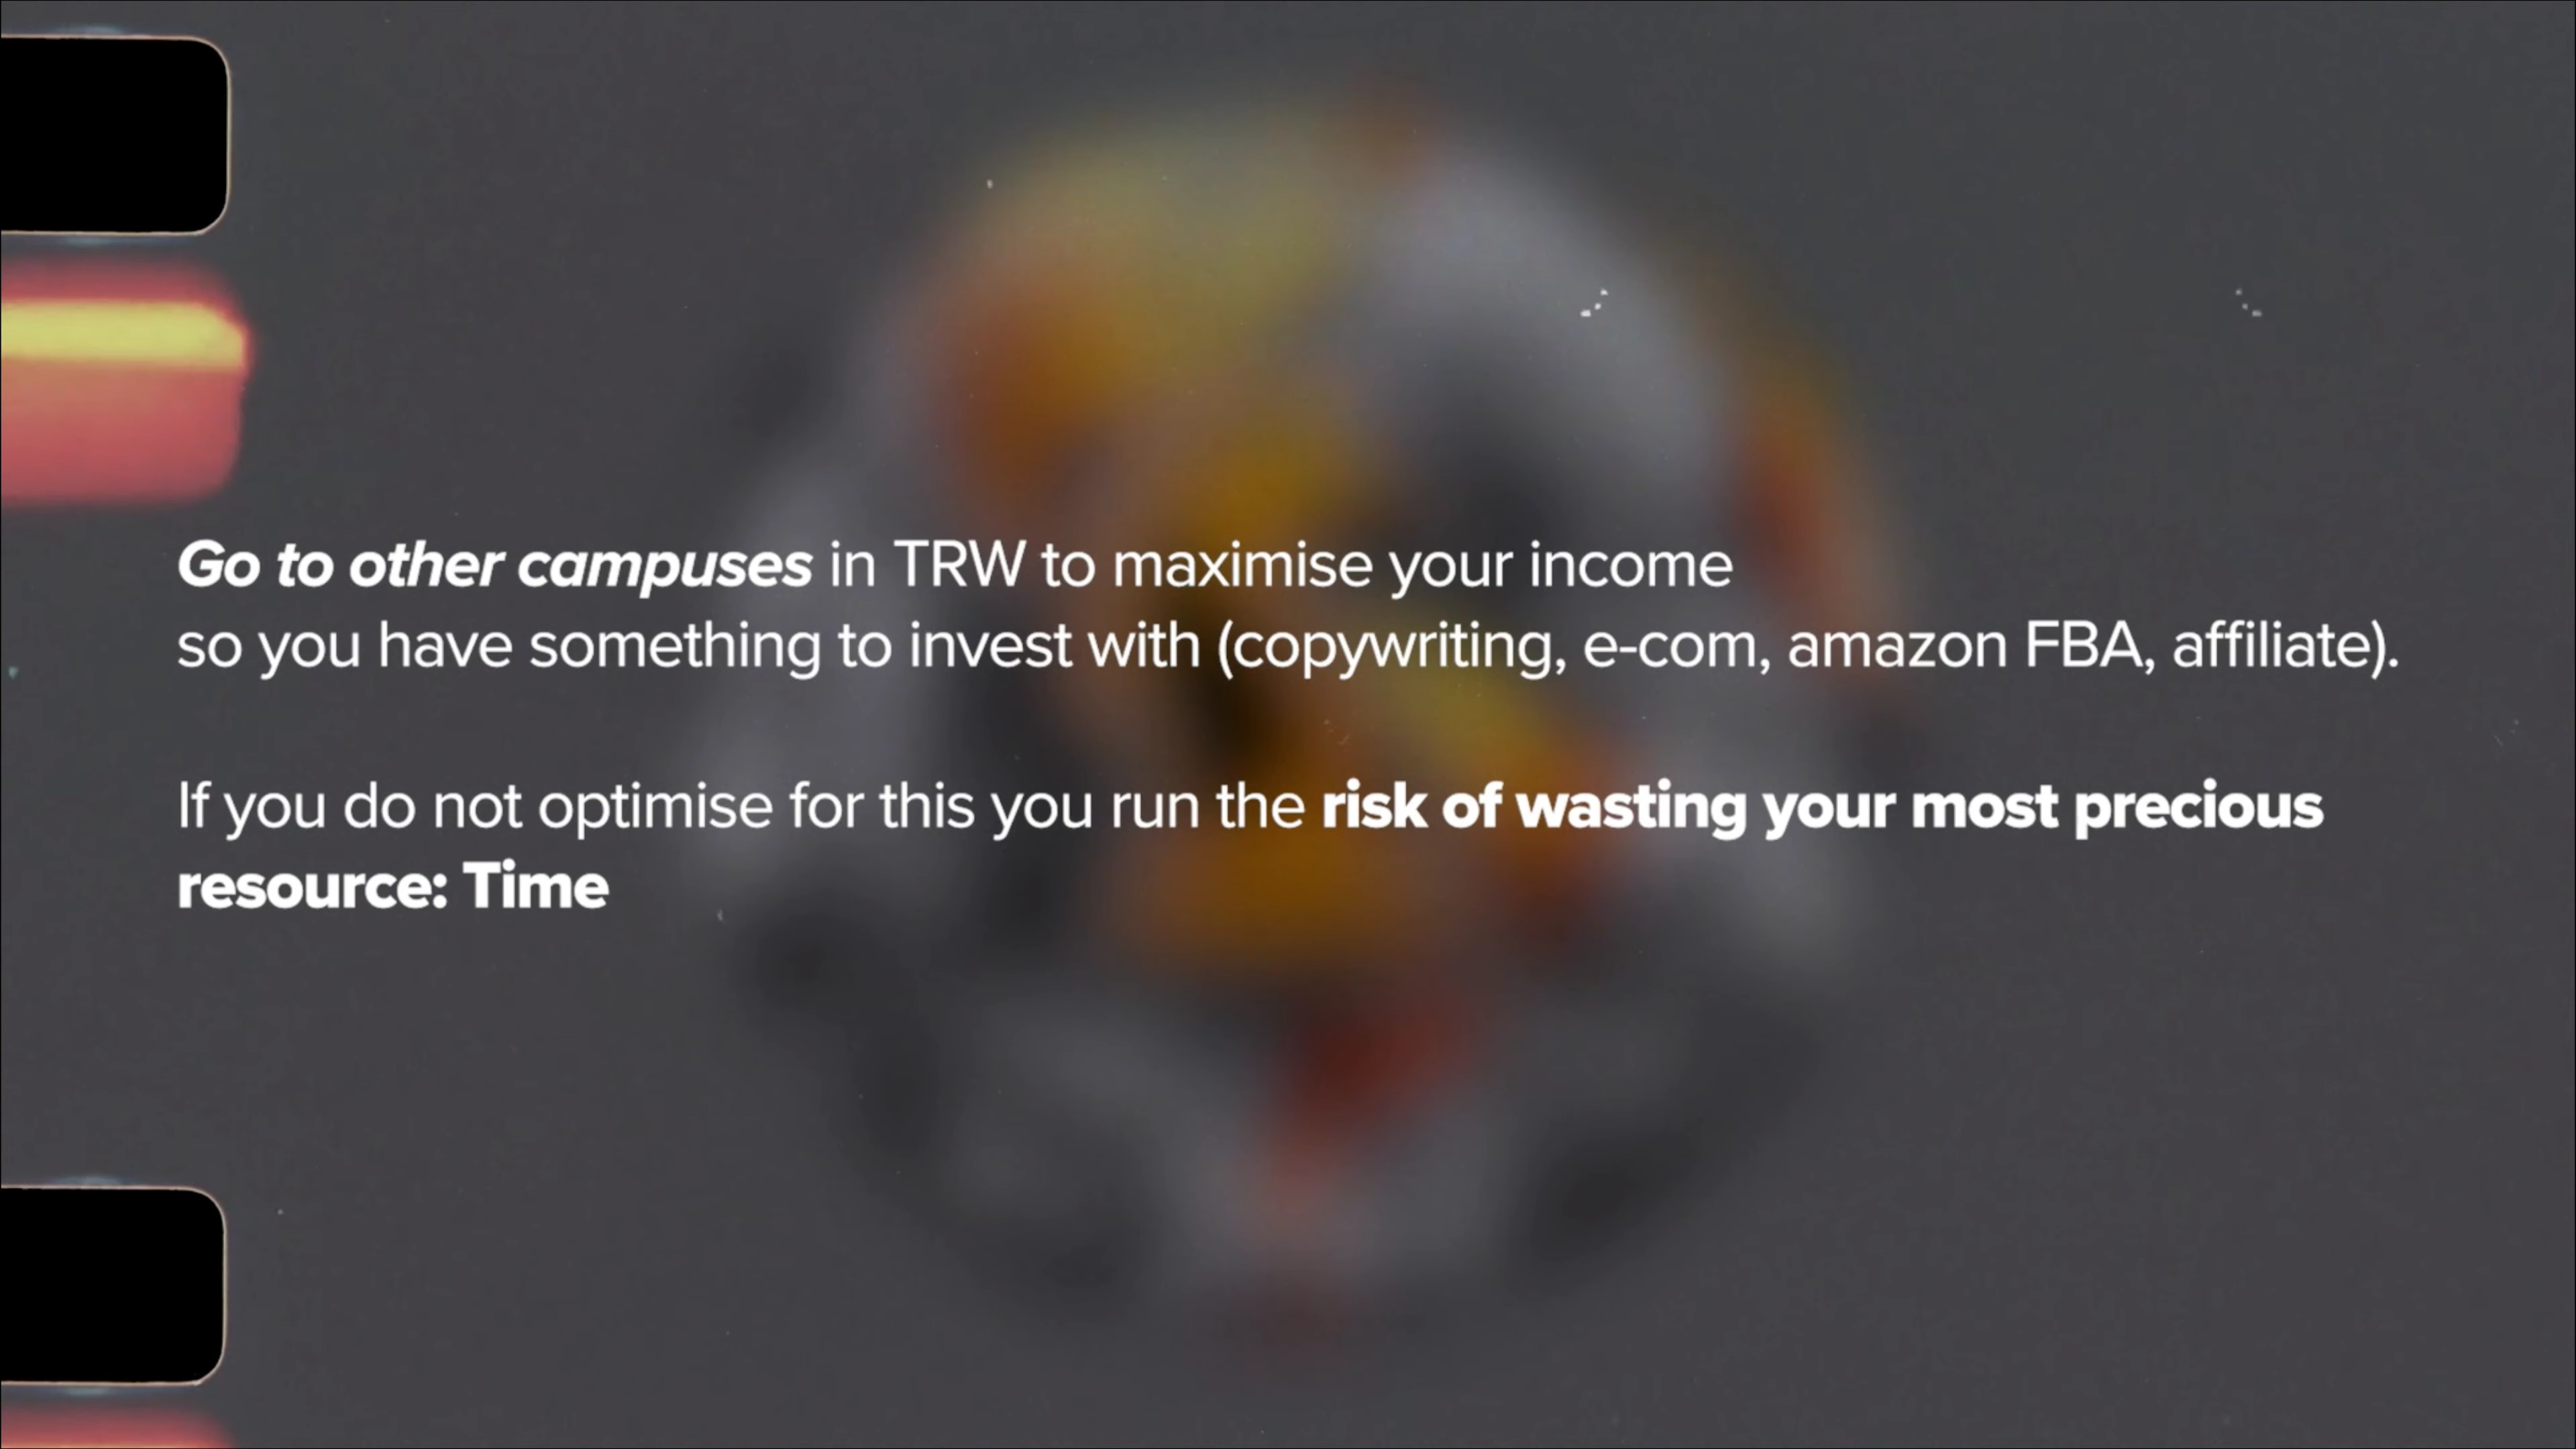 Go to other campuses in TRW to maximise your income
so you have something to invest with (copywriting, e-com, amazon FBA, affiliate).
If you do not optimise for this you run the risk of wasting your most precious
resource: Time